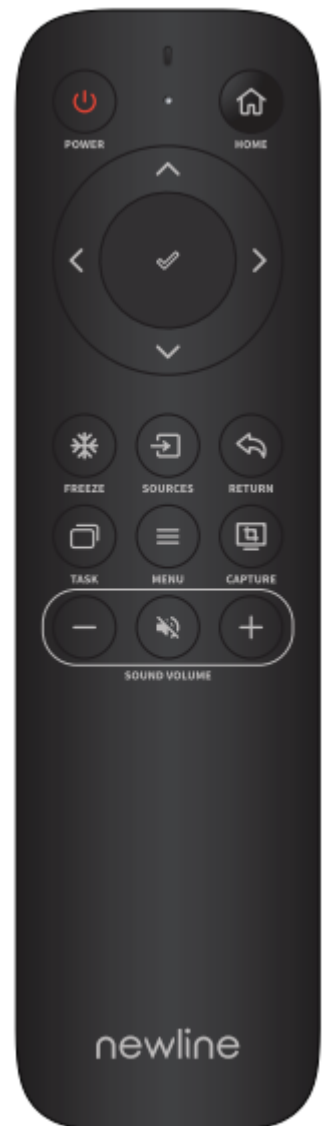 POWER HOME
FREEZE SOURCES RETURN
TASK MENU CAPTURE
SOUND VOLUME
newline